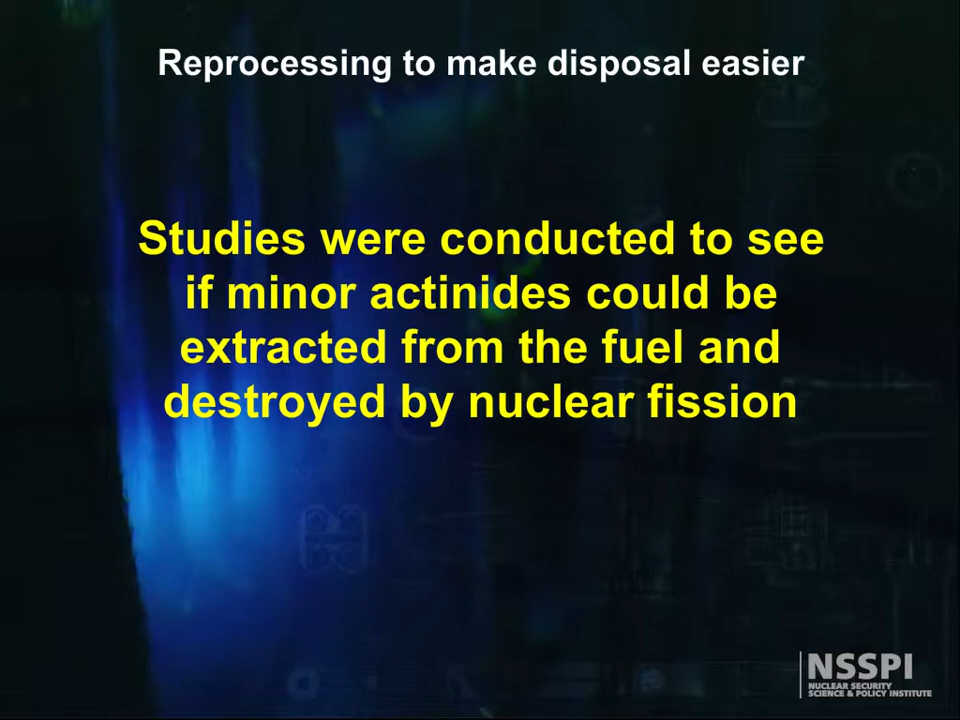 Reprocessing to make disposal easier
Studies were conducted to see
if minor actinides could be
extracted from the fuel and
destroyed by nuclear fission
NSSPI
NUCLEAR SECURITY
SCIENCE & POLICY INSTITUTE